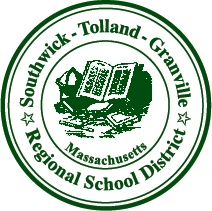 Southwick - Tolland - Granville
Massachusetts
Regional School District